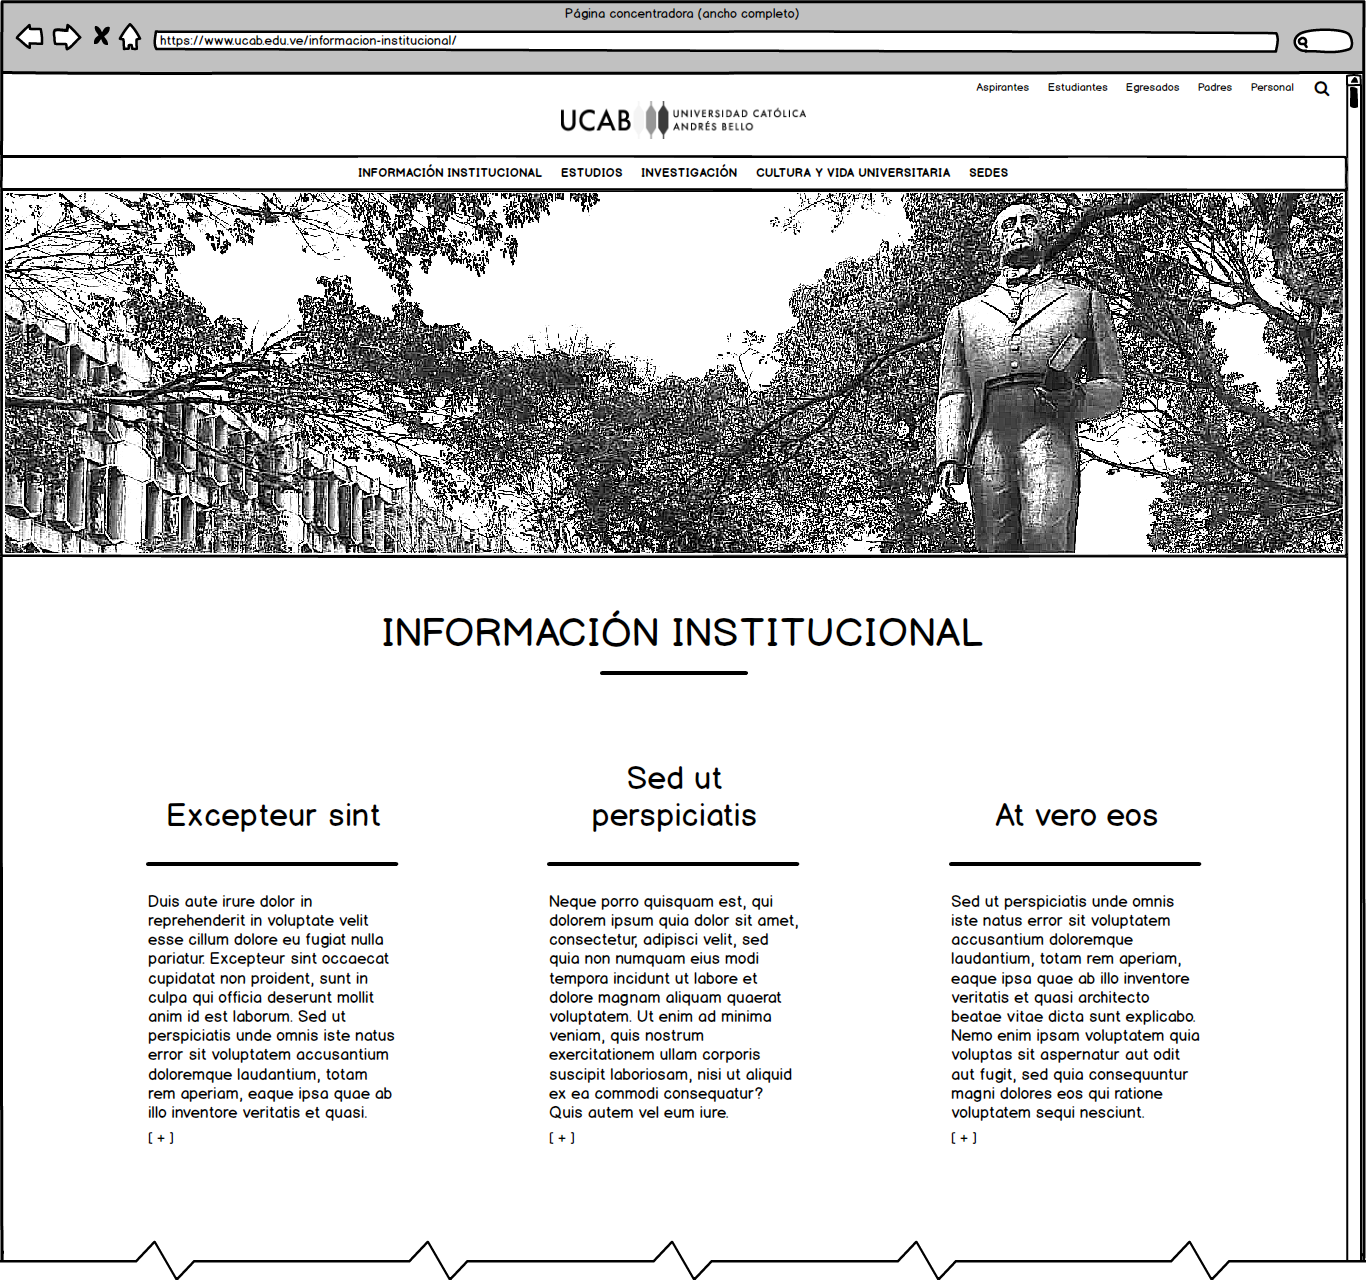 Página concentradora (ancho completo)
https://www.ucab.edu.ve/informacion-institucional/
Aspirantes Estudiantes Egresados Padres Personal
UCAB UNIVERSIDAD CATÓLICA
ANDRÉS BELLO
INFORMACIÓN INSTITUCIONAL ESTUDIOS INVESTIGACIÓN CULTURA Y VIDA UNIVERSITARIA SEDES
INFORMACIÓN INSTITUCIONAL
Excepteur sint
Duis aute irure dolor in
reprehenderit in voluptate velit
esse cillum dolore eu fugiat nulla
pariatur. Excepteur sint occaecat
cupidatat non proident, sunt in
culpa qui officia deserunt mollit
anim id est laborum. Sed ut
perspiciatis unde omnis iste natus
error sit voluptatem accusantium
doloremque laudantium, totam
rem aperiam, eaque ipsa quae ab
illo inventore veritatis et quasi.
[ + ]
Sed ut
perspiciatis
Neque porro quisquam est, qui
dolorem ipsum quia dolor sit amet,
consectetur, adipisci velit, sed
quia non numquam eius modi
tempora incidunt ut labore et
dolore magnam aliquam quaerat
voluptatem. Ut enim ad minima
veniam, quis nostrum
exercitationem ullam corporis
suscipit laboriosam, nisi ut aliquid
ex ea commodi consequatur?
Quis autem vel eum iure.
[ + ]
At vero eos
Sed ut perspiciatis unde omnis
iste natus error sit voluptatem
accusantium doloremque
laudantium, totam rem aperiam,
eaque ipsa quae ab illo inventore
veritatis et quasi architecto
beatae vitae dicta sunt explicabo.
Nemo enim ipsam voluptatem quia
voluptas sit aspernatur aut odit
aut fugit, sed quia consequuntur
magni dolores eos qui ratione
voluptatem sequi nesciunt.
[ + ]